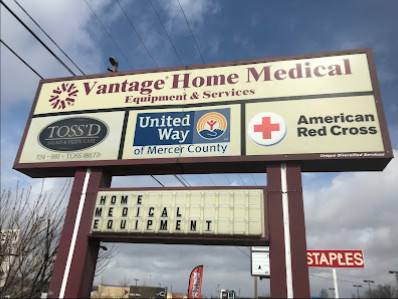 Vantage® Home Medical
Equipment & Services
TOSS'D
United
Way
of Mercer County
American
Red Cross
HOME
MEDICAL
EQUIPMENT
STAPLES